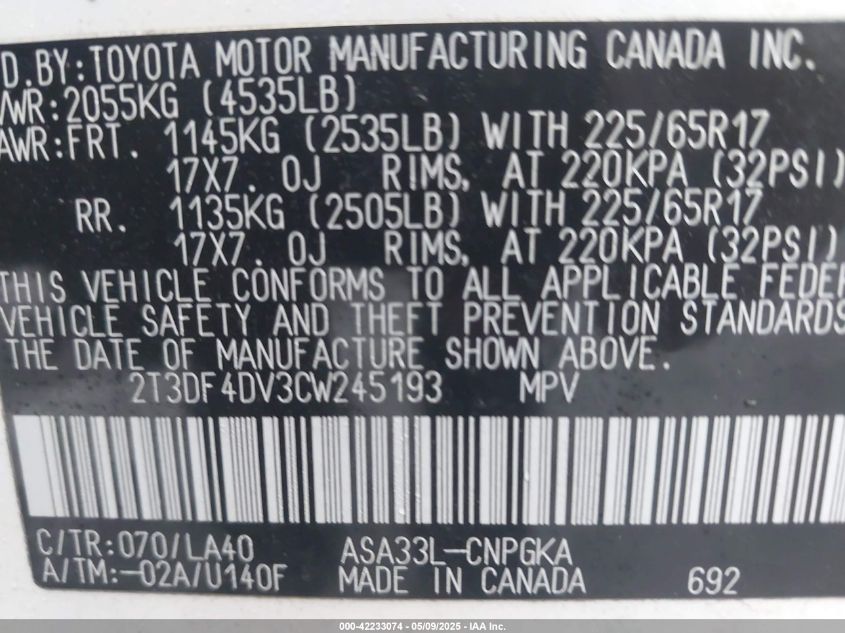 D.BY:TOYOTA MOTOR MANUFACTURING CANADA INC.
WR:2055KG (4535LB)
AWR:FRT. 1145KG (2535LB) WITH 225/65R17
17X7. 0J RIMS, AT 220KPA (32PSI)
RR. 1135KG (2505LB) WITH 225/65R17
17X7. 0J RIMS, AT 220KPA (32PSI)
THIS VEHICLE CONFORMS TO ALL APPLICABLE FEDER
VEHICLE SAFETY AND THEFT PREVENTION STANDARDS
THE DATE OF MANUFACTURE SHOWN ABOVE.
2T3DF4DV3CW245193 MPV
C/TR:070/LA40 ASA33L-CNPGKA
A/TM:-02A/U140F MADE IN CANADA 692
000-42233074 | 05/09/2025 - IAA Inc.